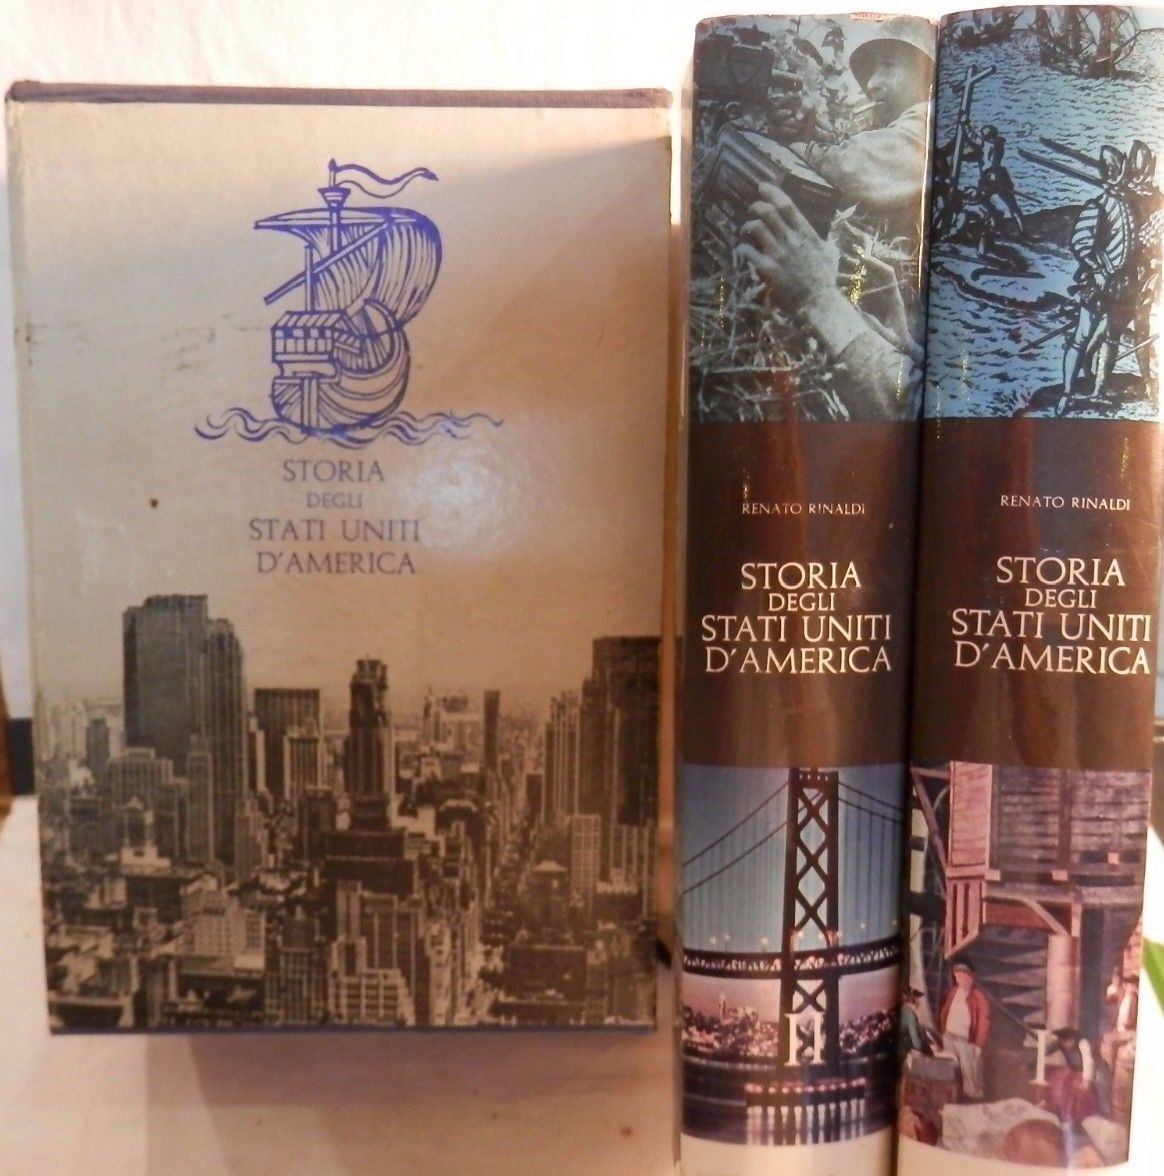 STORIA
DEGLI
STATI UNITI
D'AMERICA
RENATO RINALDI
STORIA
DEGLI
STATI UNITI
D'AMERICA
II
RENATO RINALDI
STORIA
DEGLI
STATI UNITI
D'AMERICA
I